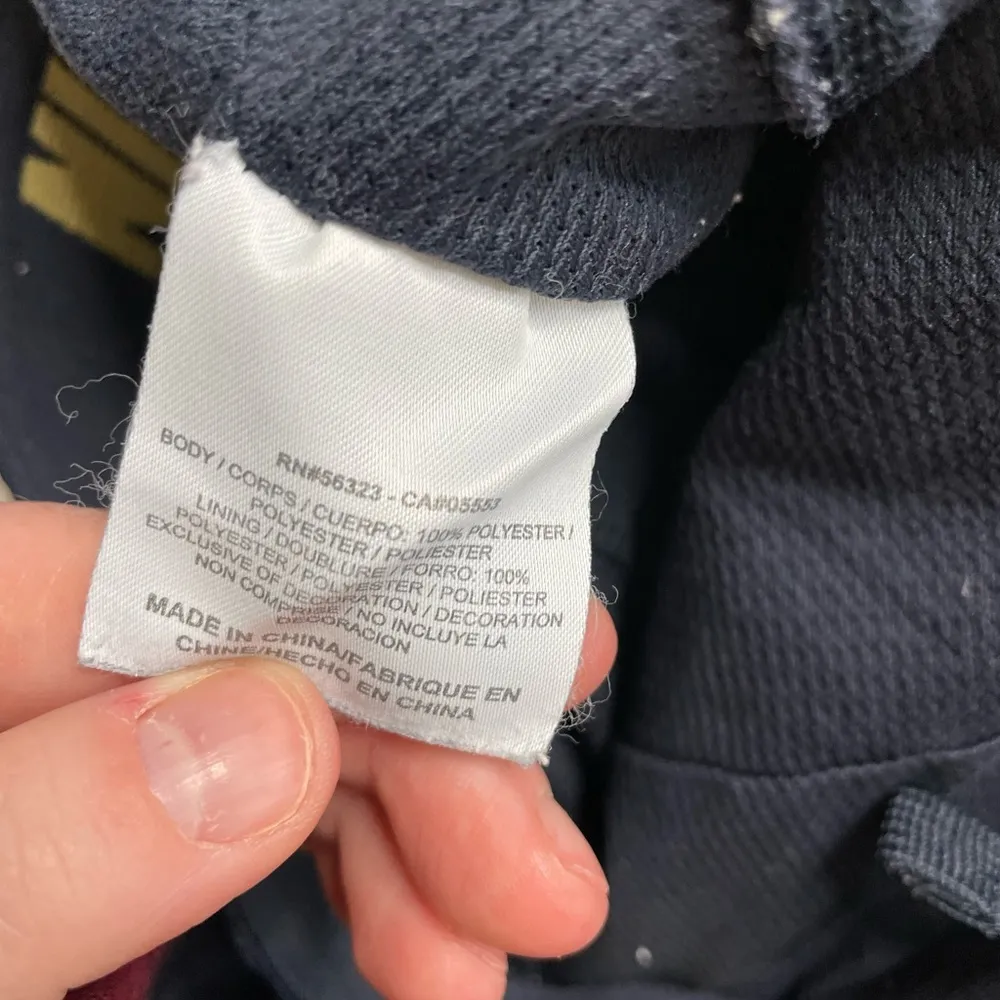 RN#56323 - CA#05553
BODY / CORPS / CUERPO: 100% POLYESTER /
POLYESTER / POLIESTER
LINING / DOUBLURE / FORRO: 100%
POLYESTER / POLYESTER / POLIESTER
EXCLUSIVE OF DECORATION / DECORATION
NON COMPRISE / NO INCLUYE LA
DECORACION
MADE IN CHINA/FABRIQUE EN
CHINE/HECHO EN CHINA